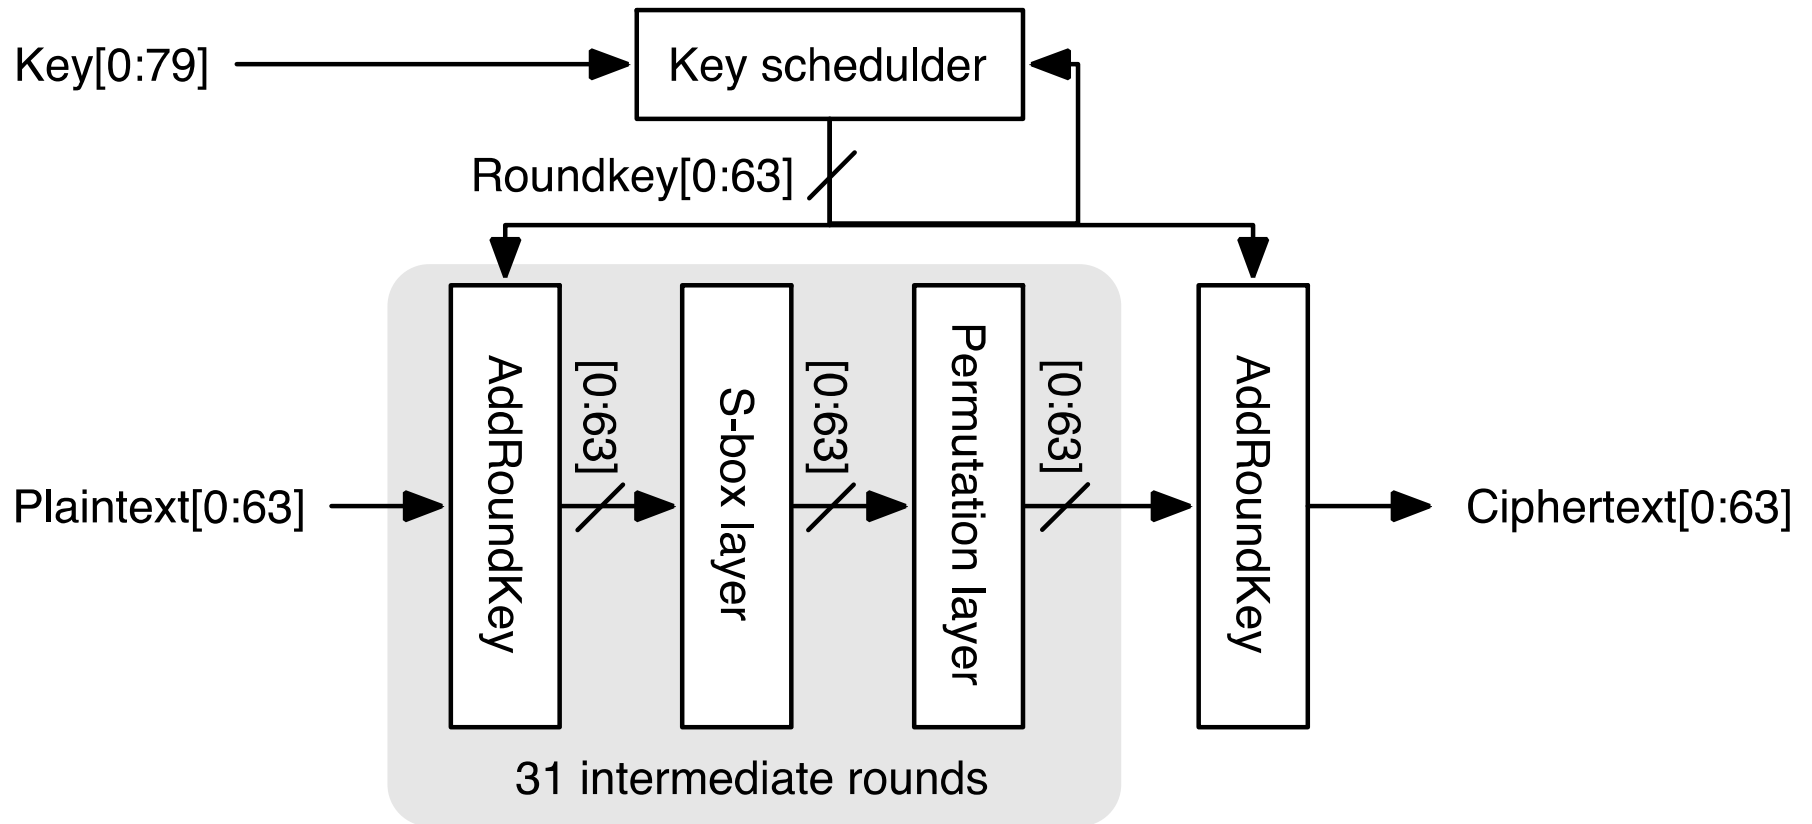 Key[0:79]
Key schedulder
Roundkey[0:63]
Plaintext[0:63]
AddRoundKey
[0:63]
S-box layer
[0:63]
Permutation layer
[0:63]
AddRoundKey
Ciphertext[0:63]
31 intermediate rounds